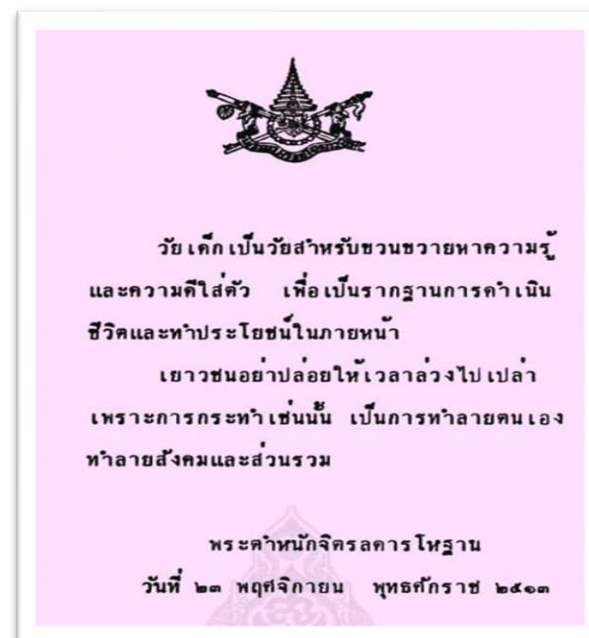 วัยเด็กเป็นวัยสำหรับขวนขวายหาความรู้
และความดีใส่ตัว เพื่อเป็นรากฐานการดำเนิน
ชีวิตและทำประโยชน์ในภายหน้า
เยาวชนอย่าปล่อยให้เวลาล่วงไปเปล่า
เพราะการกระทำเช่นนั้น เป็นการทำลายตนเอง
ทำลายสังคมและส่วนรวม
พระตำหนักจิตรลดารโหฐาน
วันที่ ๒๓ พฤศจิกายน พุทธศักราช ๒๕๑๓